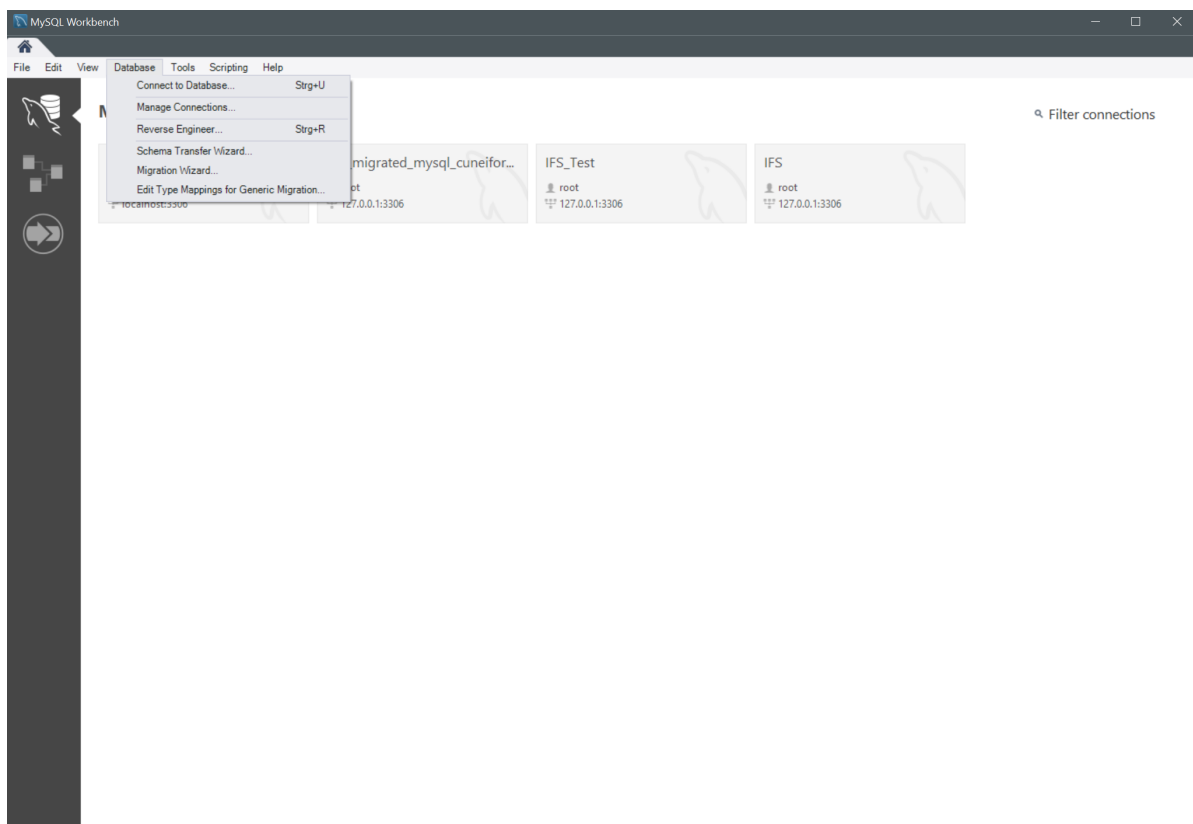 MySQL Workbench
File Edit View Database Tools Scripting Help
Connect to Database... Strg+U
Manage Connections...
Reverse Engineer... Strg+R
Schema Transfer Wizard...
Migration Wizard...
Edit Type Mappings for Generic Migration...
Filter connections
localhost:3306
_migrated_mysql_cuneifor...
127.0.0.1:3306
IFS_Test
root
127.0.0.1:3306
IFS
root
127.0.0.1:3306